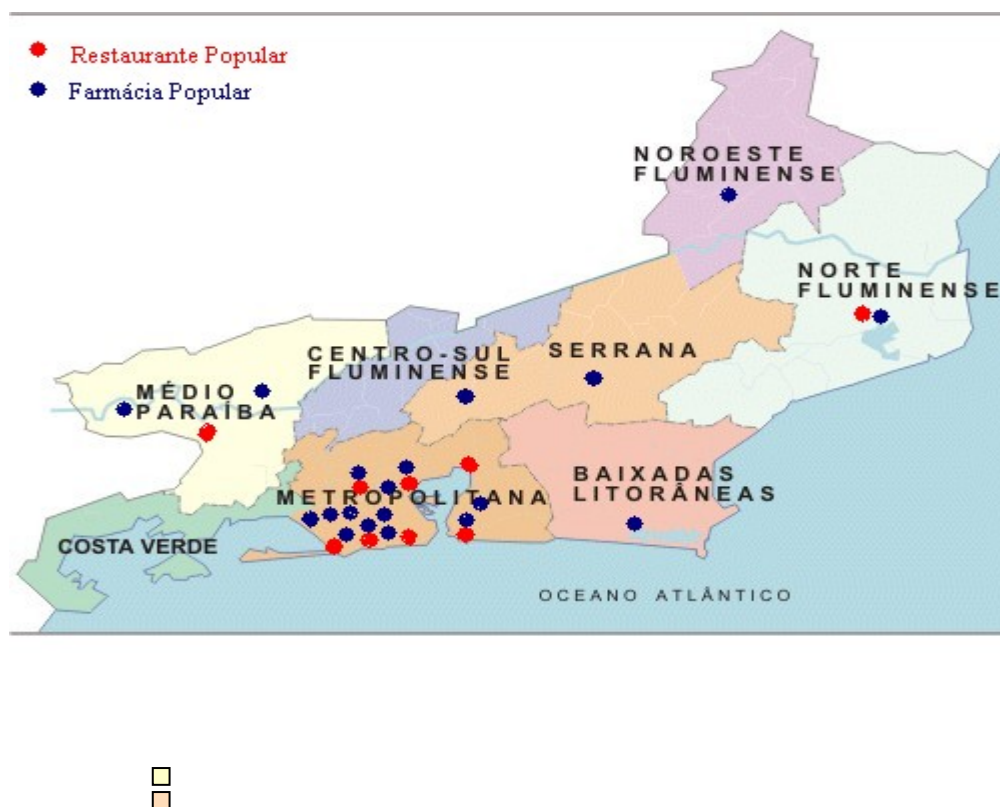 Restaurante Popular
Farmácia Popular
NOROESTE
FLUMINENSE
NORTE
FLUMINENSE
CENTRO-SUL
FLUMINENSE
SERRANA
MÉDIO
PARAÍBA
BAIXADAS
LITORÂNEAS
METROPOLITANA
COSTA VERDE
OCEANO ATLÂNTICO